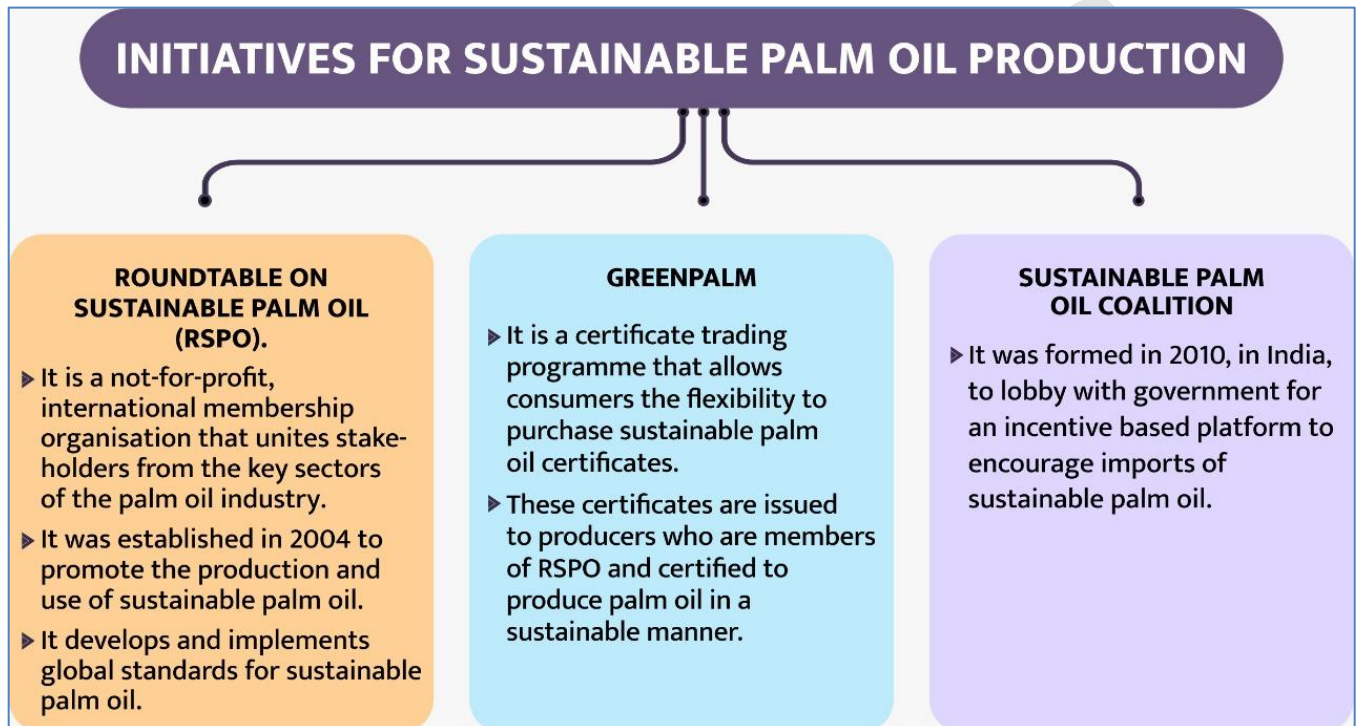 INITIATIVES FOR SUSTAINABLE PALM OIL PRODUCTION
ROUNDTABLE ON
SUSTAINABLE PALM OIL
(RSPO).
It is a not-for-profit,
international membership
organisation that unites stake-
holders from the key sectors
of the palm oil industry.
It was established in 2004 to
promote the production and
use of sustainable palm oil.
It develops and implements
global standards for sustainable
palm oil.
GREENPALM
It is a certificate trading
programme that allows
consumers the flexibility to
purchase sustainable palm
oil certificates.
These certificates are issued
to producers who are members
of RSPO and certified to
produce palm oil in a
sustainable manner.
SUSTAINABLE PALM
OIL COALITION
It was formed in 2010, in India,
to lobby with government for
an incentive based platform to
encourage imports of
sustainable palm oil.